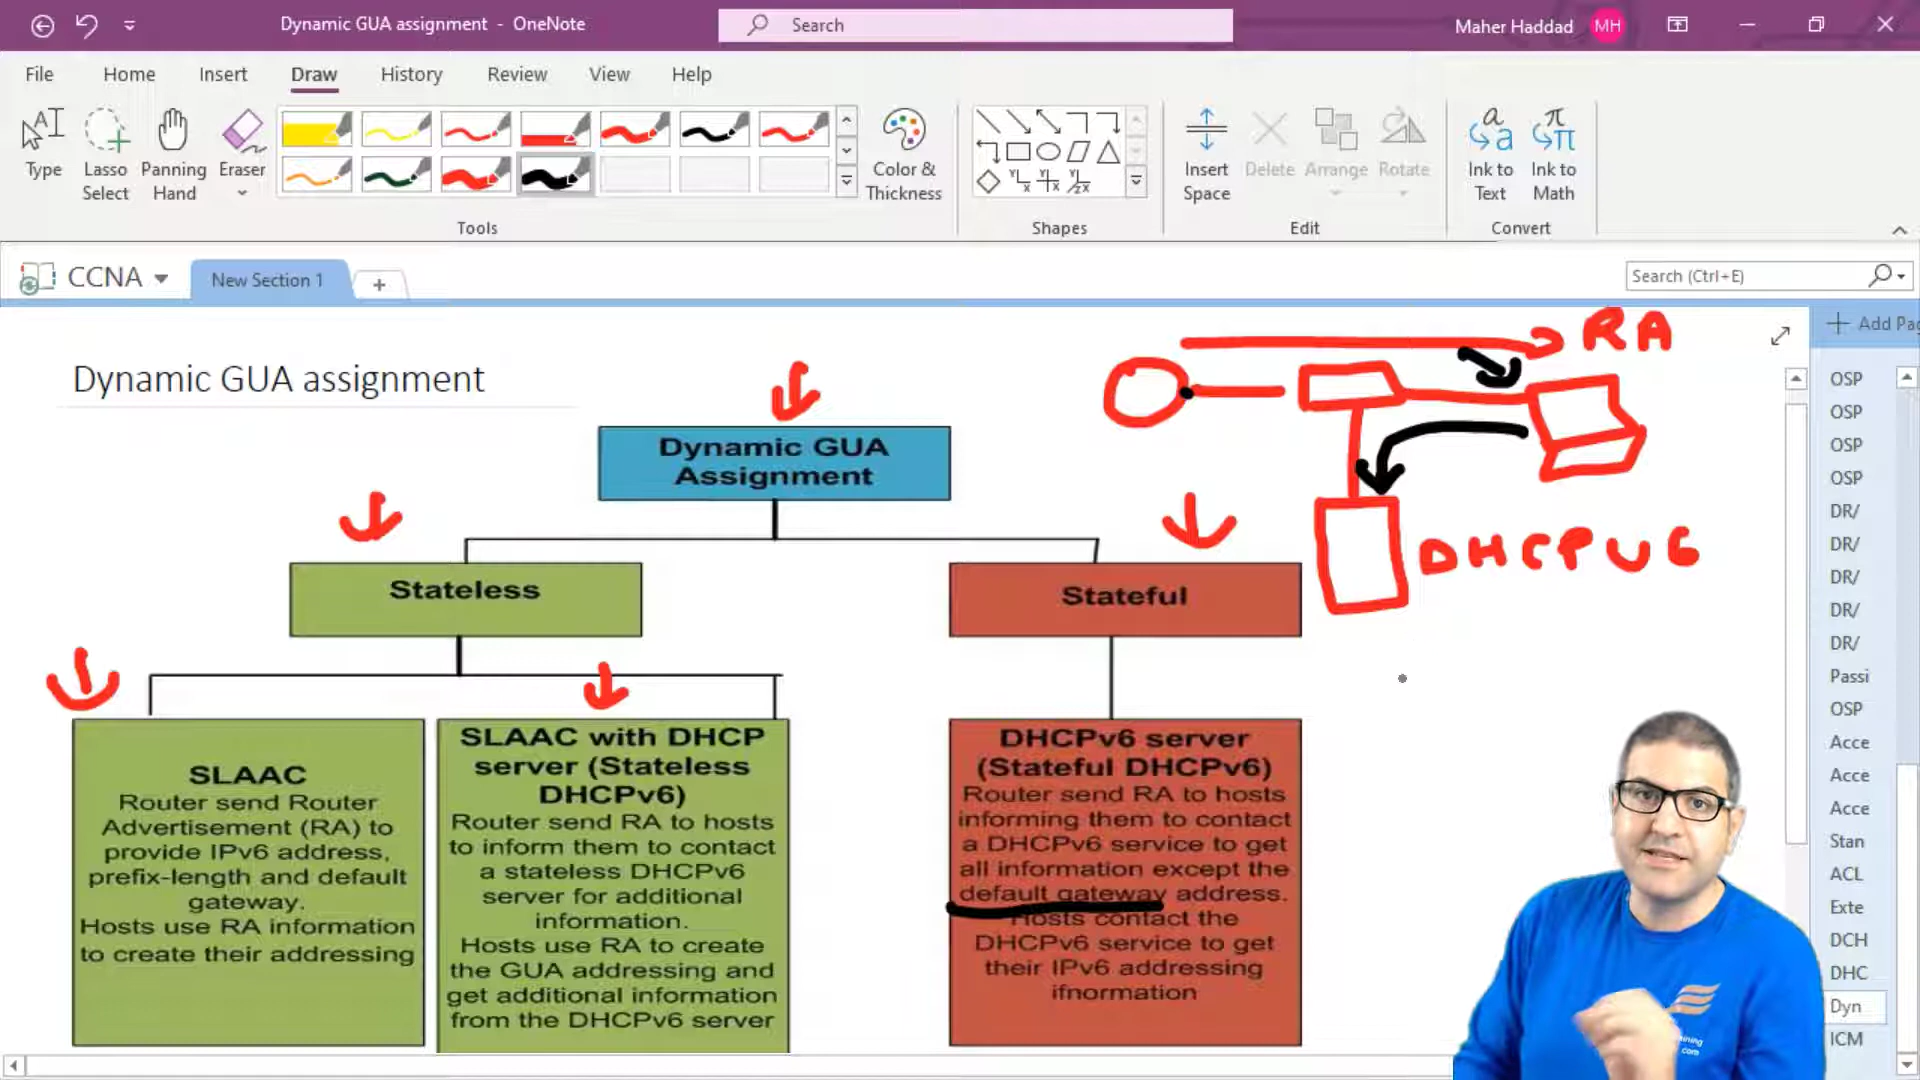 Dynamic GUA assignment - OneNote
Search
Maher Haddad
MH
File
Home
Insert
Draw
History
Review
View
Help
Type
Lasso
Select
Panning
Hand
Eraser
Color &
Thickness
Insert
Space
Delete
Arrange
Rotate
Ink to
Text
Ink to
Math
Tools
Shapes
Edit
Convert
CCNA
New Section 1
+
Search (Ctrl+E)
Add Pag
Dynamic GUA assignment
RA
DHCPV6
Dynamic GUA
Assignment
Stateless
Stateful
SLAAC
Router send Router
Advertisement (RA) to
provide IPv6 address,
prefix-length and default
gateway.
Hosts use RA information
to create their addressing
SLAAC with DHCP
server (Stateless
DHCPv6)
Router send RA to hosts
to inform them to contact
a stateless DHCPv6
server for additional
information.
Hosts use RA to create
the GUA addressing and
get additional information
from the DHCPv6 server
DHCPv6 server
(Stateful DHCPv6)
Router send RA to hosts
informing them to contact
a DHCPv6 service to get
all information except the
default gateway address.
Hosts contact the
DHCPv6 service to get
their IPv6 addressing
ifnormation
OSP
OSP
OSP
OSP
DR/
DR/
DR/
DR/
DR/
Passi
OSP
Acce
Acce
Acce
Stan
ACL
Exte
DCH
DHC
Dyn
ICM